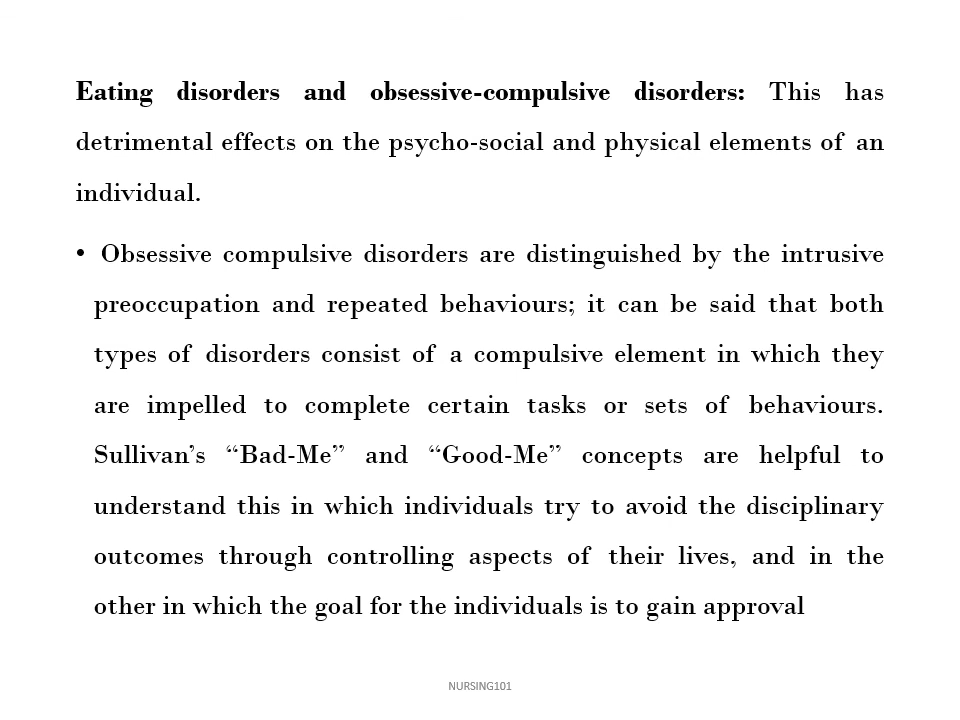 Eating disorders and obsessive-compulsive disorders: This has
detrimental effects on the psycho-social and physical elements of an
individual.
• Obsessive compulsive disorders are distinguished by the intrusive
preoccupation and repeated behaviours; it can be said that both
types of disorders consist of a compulsive element in which they
are impelled to complete certain tasks or sets of behaviours.
Sullivan’s “Bad-Me” and “Good-Me” concepts are helpful to
understand this in which individuals try to avoid the disciplinary
outcomes through controlling aspects of their lives, and in the
other in which the goal for the individuals is to gain approval
NURSING101